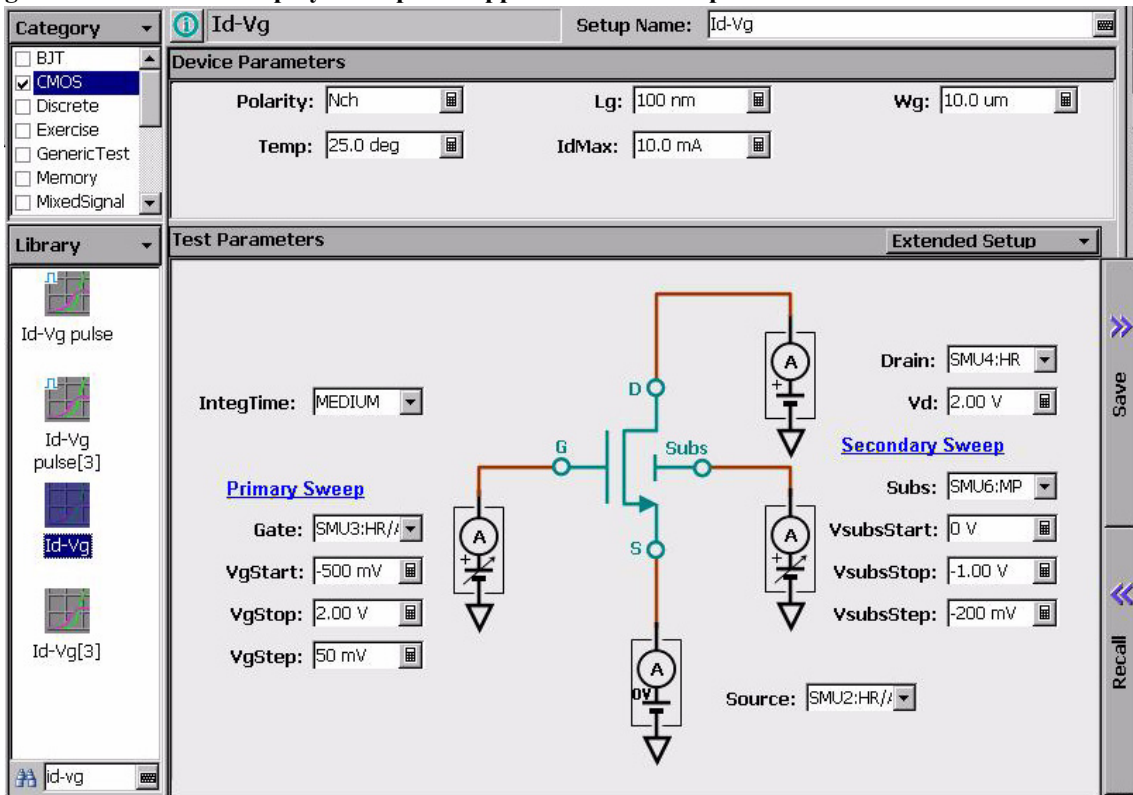 Category
BJT
CMOS
Discrete
Exercise
GenericTest
Memory
MixedSignal
Library
Id-Vg pulse
Id-Vg
pulse[3]
Id-Vg
Id-Vg[3]
id-vg
i Id-Vg
Setup Name: Id-Vg
Device Parameters
Polarity: Nch
Lg: 100 nm
Wg: 10.0 um
Temp: 25.0 deg
IdMax: 10.0 mA
Test Parameters
Extended Setup
IntegTime: MEDIUM
Primary Sweep
Gate: SMU3:HR/
VgStart: -500 mV
VgStop: 2.00 V
VgStep: 50 mV
D
G
Subs
S
A
+
A
+
A
+
A
0V
Drain: SMU4:HR
Vd: 2.00 V
Secondary Sweep
Subs: SMU6:MP
VsubsStart: 0 V
VsubsStop: -1.00 V
VsubsStep: -200 mV
Source: SMU2:HR/
Save
Recall